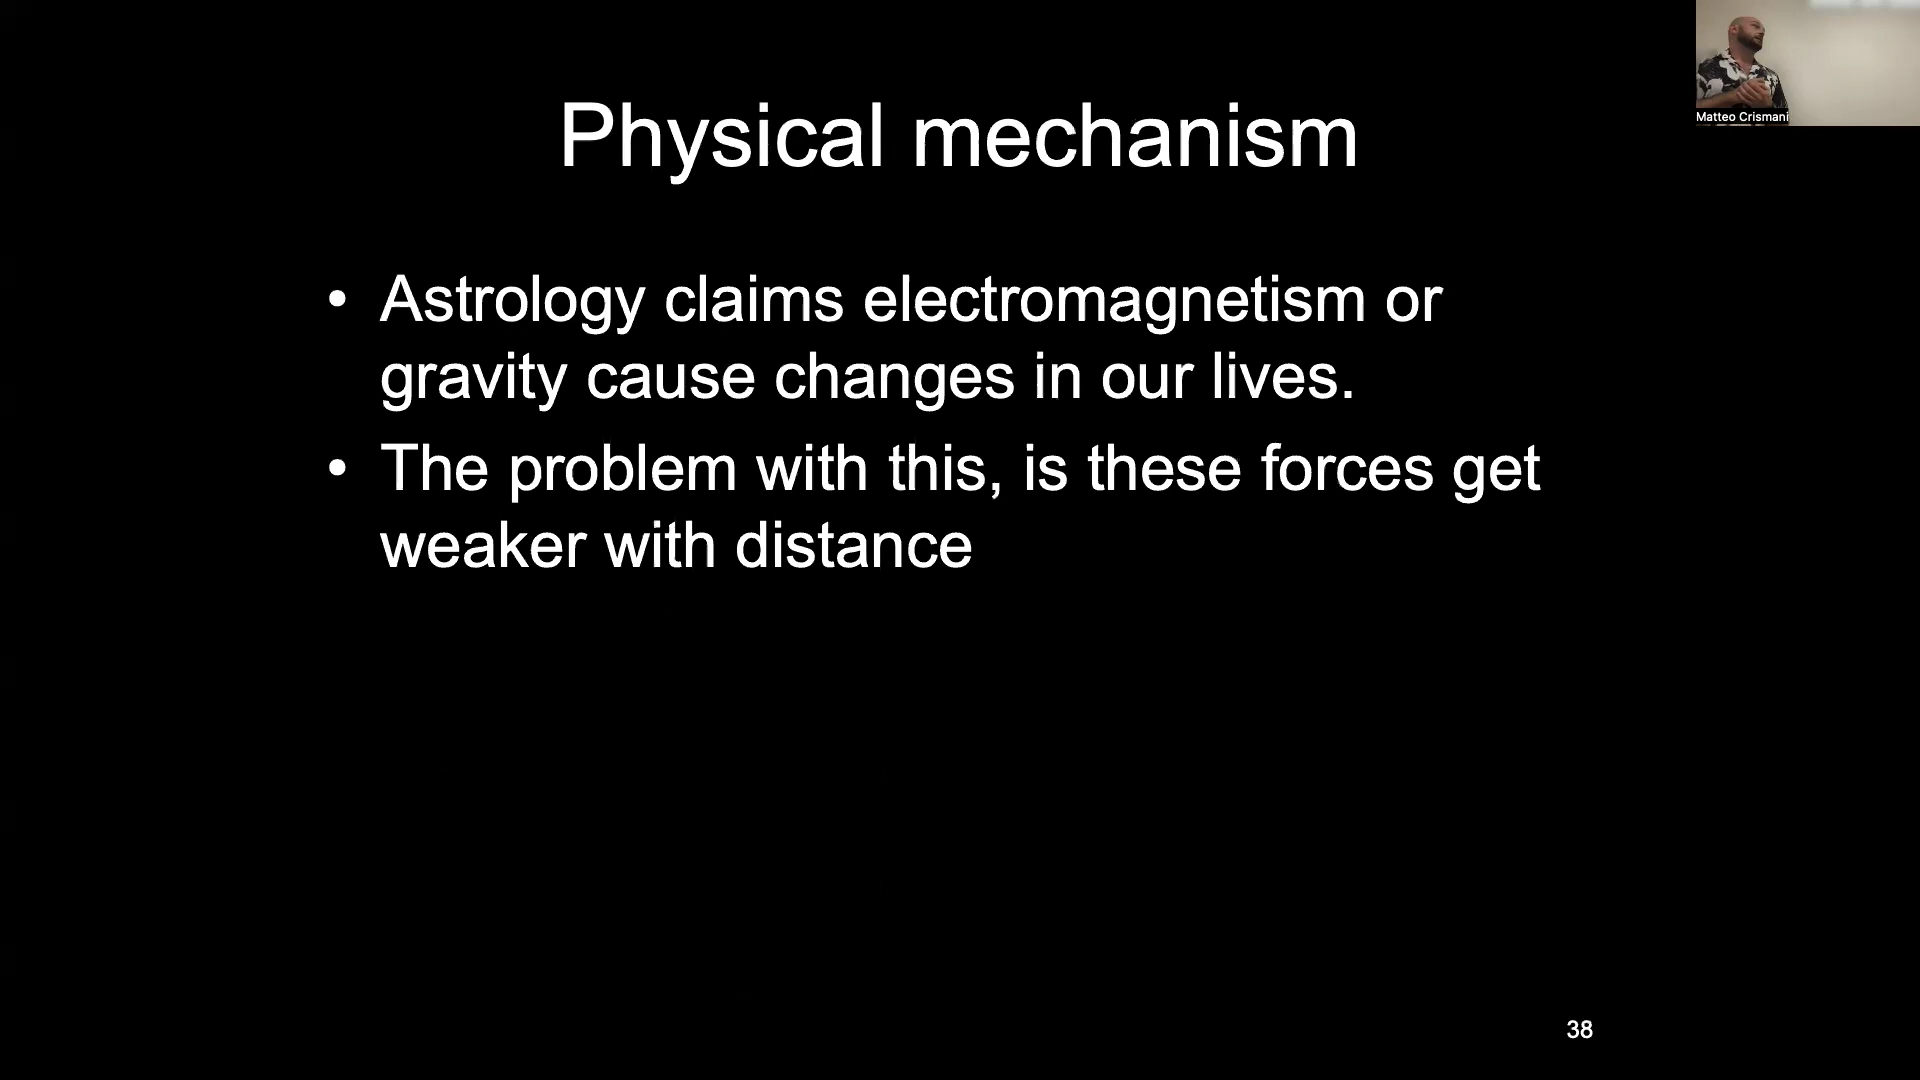 Physical mechanism
Matteo Crismani
• Astrology claims electromagnetism or
gravity cause changes in our lives.
• The problem with this, is these forces get
weaker with distance
38